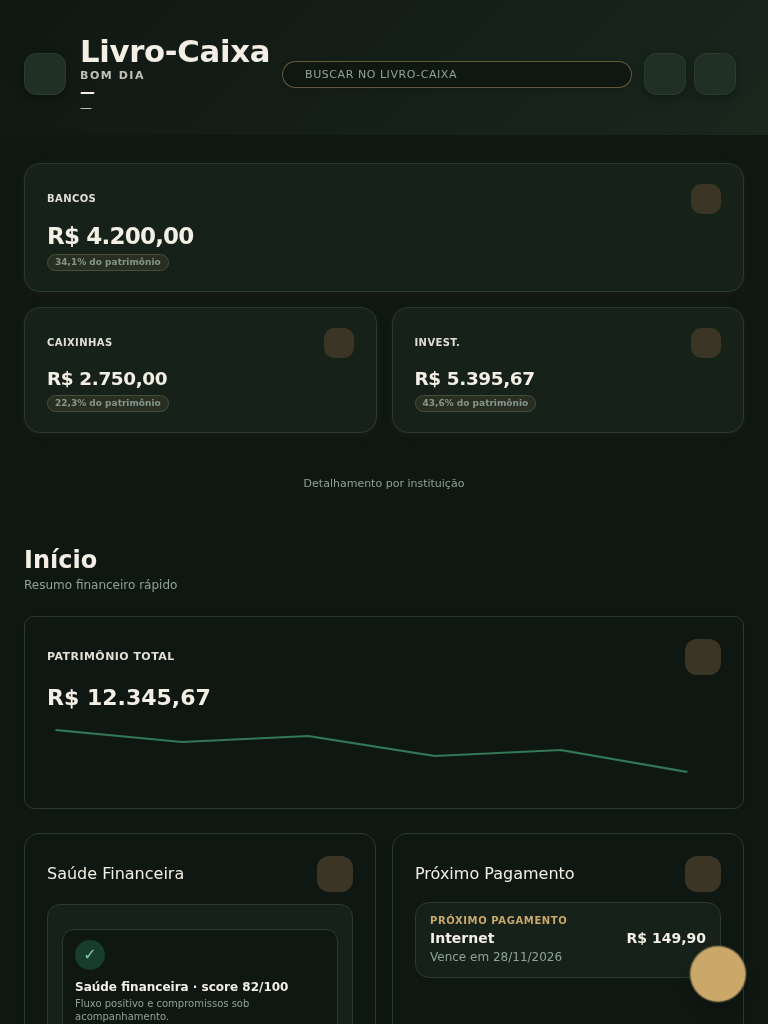 Livro-Caixa
BOM DIA
—
—
BUSCAR NO LIVRO-CAIXA
BANCOS
R$ 4.200,00
34,1% do patrimônio
CAIXINHAS
R$ 2.750,00
22,3% do patrimônio
INVEST.
R$ 5.395,67
43,6% do patrimônio
Detalhamento por instituição
Início
Resumo financeiro rápido
PATRIMÔNIO TOTAL
R$ 12.345,67
Saúde Financeira
✓
Saúde financeira · score 82/100
Fluxo positivo e compromissos sob
acompanhamento.
Próximo Pagamento
PRÓXIMO PAGAMENTO
Internet R$ 149,90
Vence em 28/11/2026